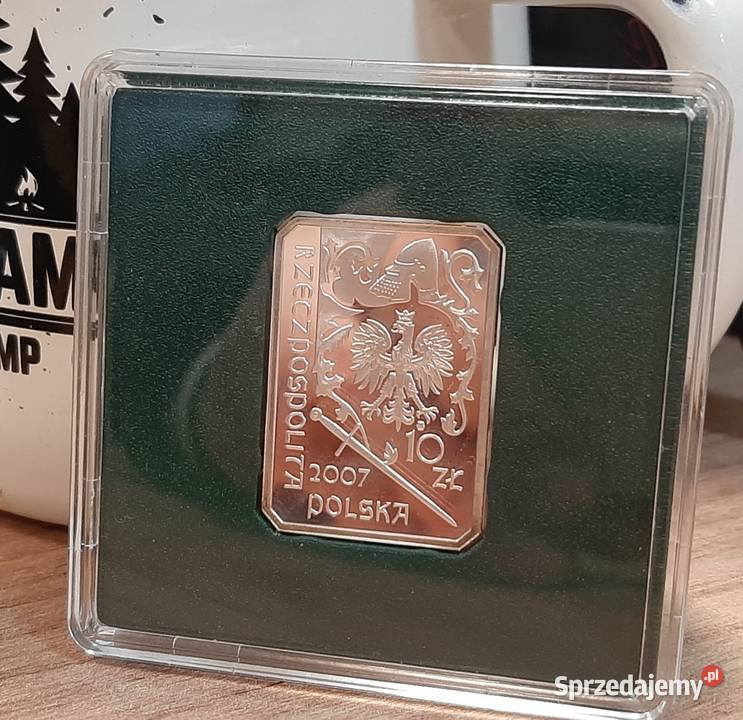 AM
MP
RZECZPOSPOLITA
10
ZŁ
2007
POLSKA
Sprzedajemy.pl